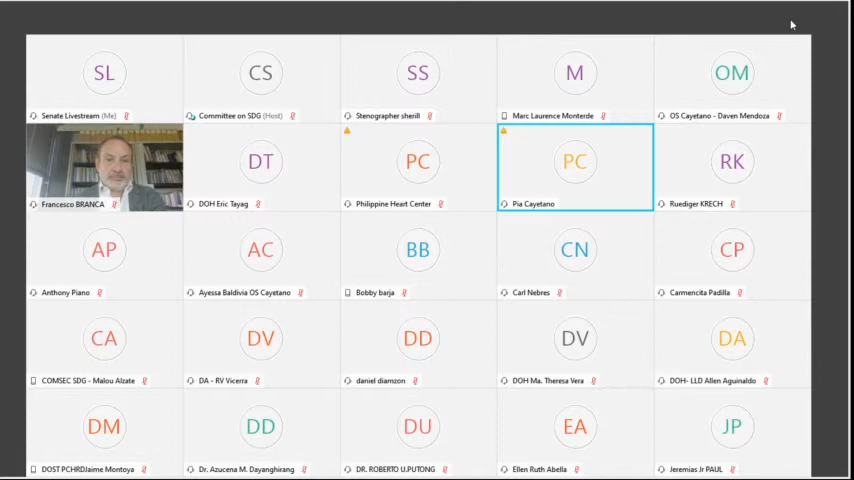 SL
CS
SS
M
OM
Senate Livestream (Me)
Committee on SDG (Host)
Stenographer sherill
Marc Laurence Monterde
OS Cayetano - Daven Mendoza
DT
PC
PC
RK
Francesco BRANCA
DOH Eric Tayag
Philippine Heart Center
Pia Cayetano
Ruediger KRECH
AP
AC
BB
CN
CP
Anthony Piano
Ayessa Baldivia OS Cayetano
Bobby barja
Carl Nebres
Carmencita Padilla
CA
DV
DD
DV
DA
COMSEC SDG - Malou Alzate
DA - RV Vicerra
daniel diamzon
DOH Ma. Theresa Vera
DOH- LLD Allen Aguinaldo
DM
DD
DU
EA
JP
DOST PCHRDJaime Montoya
Dr. Azucena M. Dayanghirang
DR. ROBERTO U.PUTONG
Ellen Ruth Abella
Jeremias Jr PAUL